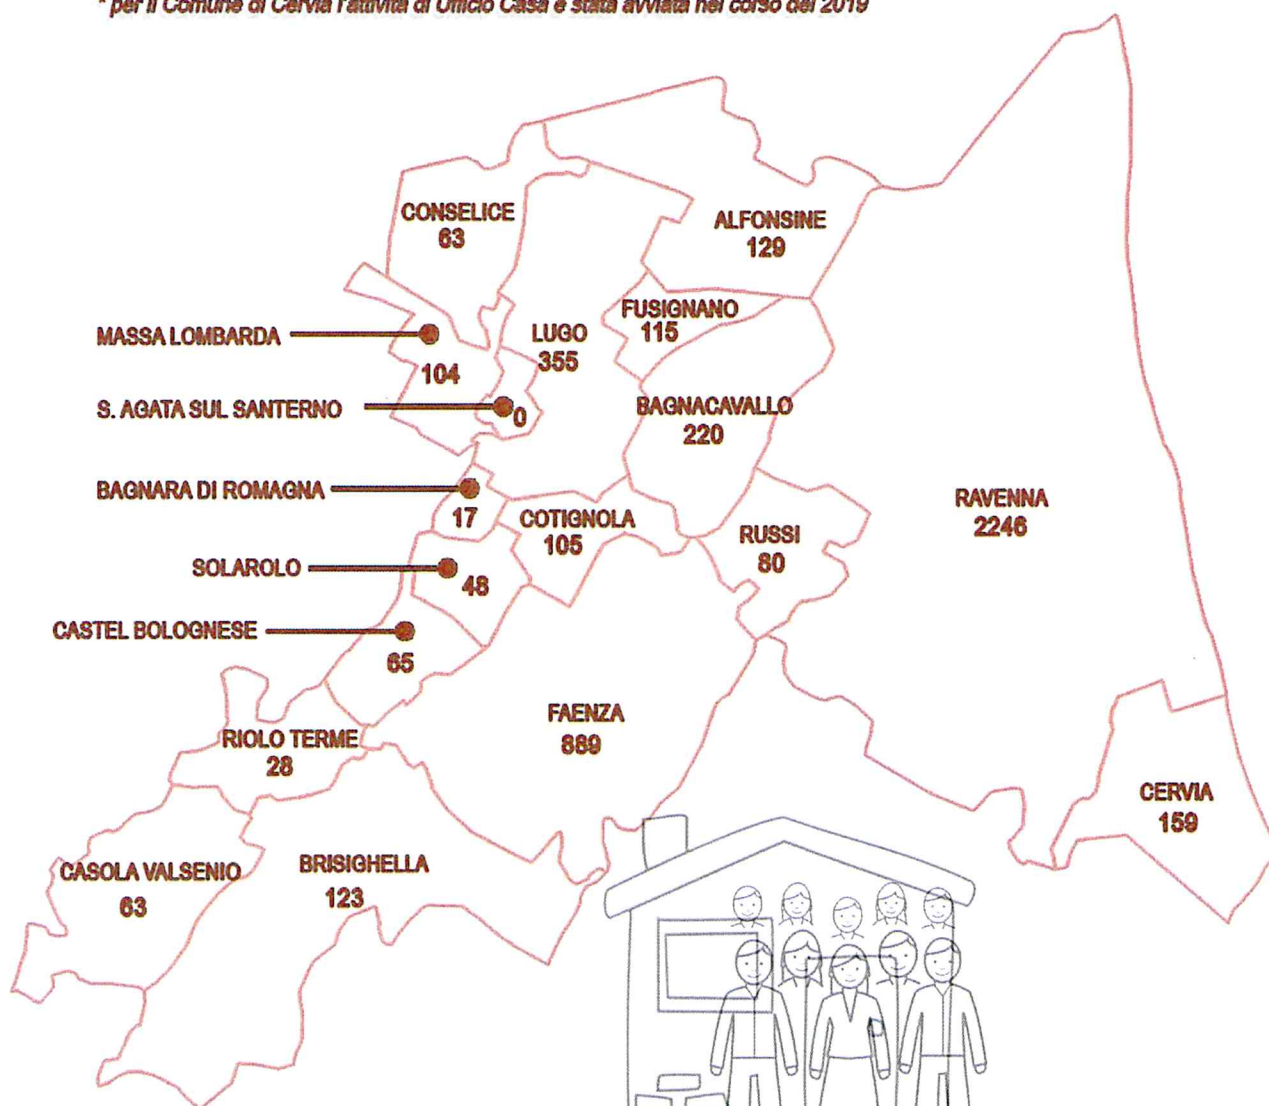 * per il Comune di Cervia l'attività di Ufficio Casa è stata avviata nel corso del 2019
CONSELICE
63
ALFONSINE
129
FUSIGNANO
115
MASSA LOMBARDA
104
LUGO
355
S. AGATA SUL SANTERNO
0
BAGNACAVALLO
220
BAGNARA DI ROMAGNA
17
COTIGNOLA
105
RUSSI
80
RAVENNA
2246
SOLAROLO
48
CASTEL BOLOGNESE
65
FAENZA
889
RIOLO TERME
28
CERVIA
159
CASOLA VALSENIO
63
BRISIGHELLA
123